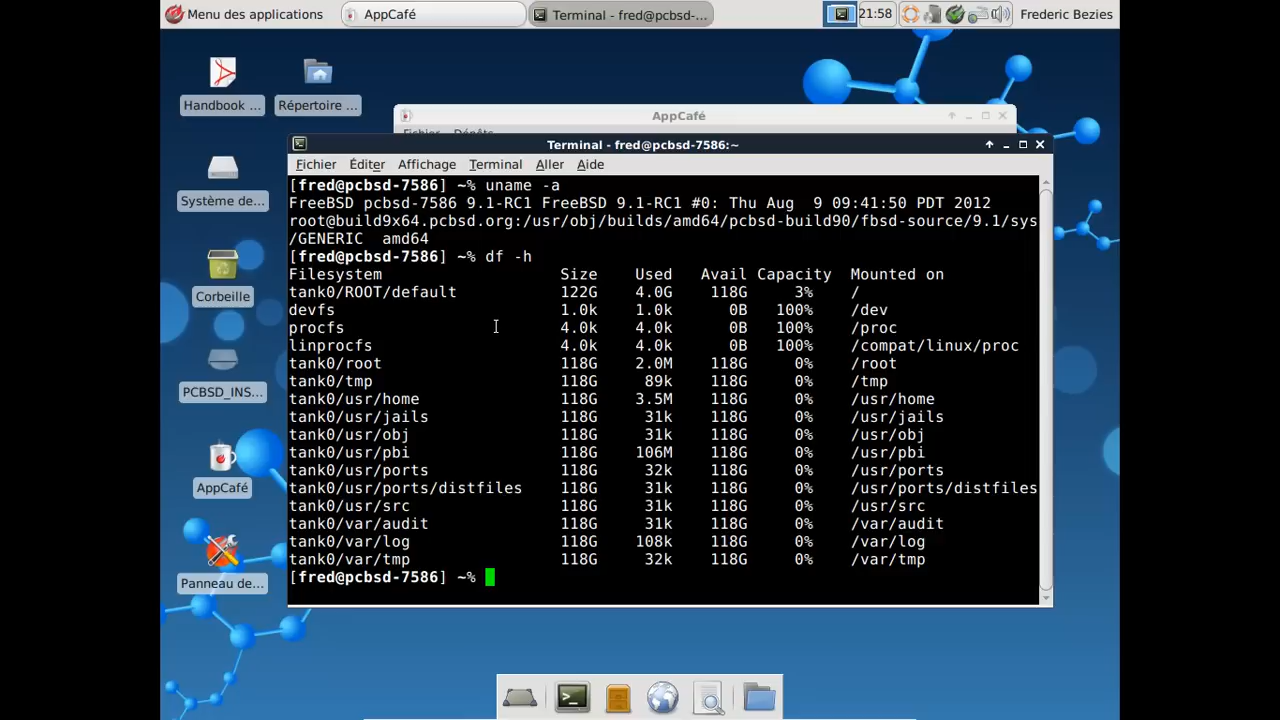 Menu des applications
AppCafé
Terminal - fred@pcbsd-...
21:58
Frederic Bezies
Handbook ...
Répertoire ...
Système de...
Corbeille
PCBSD_INS...
AppCafé
Panneau de...
AppCafé
Fichier Dépôts
Terminal - fred@pcbsd-7586:~
Fichier Éditer Affichage Terminal Aller Aide
[fred@pcbsd-7586] ~% uname -a
FreeBSD pcbsd-7586 9.1-RC1 FreeBSD 9.1-RC1 #0: Thu Aug  9 09:41:50 PDT 2012
root@build9x64.pcbsd.org:/usr/obj/builds/amd64/pcbsd-build90/fbsd-source/9.1/sys
/GENERIC  amd64
[fred@pcbsd-7586] ~% df -h
Filesystem Size Used Avail Capacity Mounted on
tank0/ROOT/default 122G 4.0G 118G 3% /
devfs 1.0k 1.0k 0B 100% /dev
procfs 4.0k 4.0k 0B 100% /proc
linprocfs 4.0k 4.0k 0B 100% /compat/linux/proc
tank0/root 118G 2.0M 118G 0% /root
tank0/tmp 118G 89k 118G 0% /tmp
tank0/usr/home 118G 3.5M 118G 0% /usr/home
tank0/usr/jails 118G 31k 118G 0% /usr/jails
tank0/usr/obj 118G 31k 118G 0% /usr/obj
tank0/usr/pbi 118G 106M 118G 0% /usr/pbi
tank0/usr/ports 118G 32k 118G 0% /usr/ports
tank0/usr/ports/distfiles 118G 31k 118G 0% /usr/ports/distfiles
tank0/usr/src 118G 31k 118G 0% /usr/src
tank0/var/audit 118G 31k 118G 0% /var/audit
tank0/var/log 118G 108k 118G 0% /var/log
tank0/var/tmp 118G 32k 118G 0% /var/tmp
[fred@pcbsd-7586] ~%